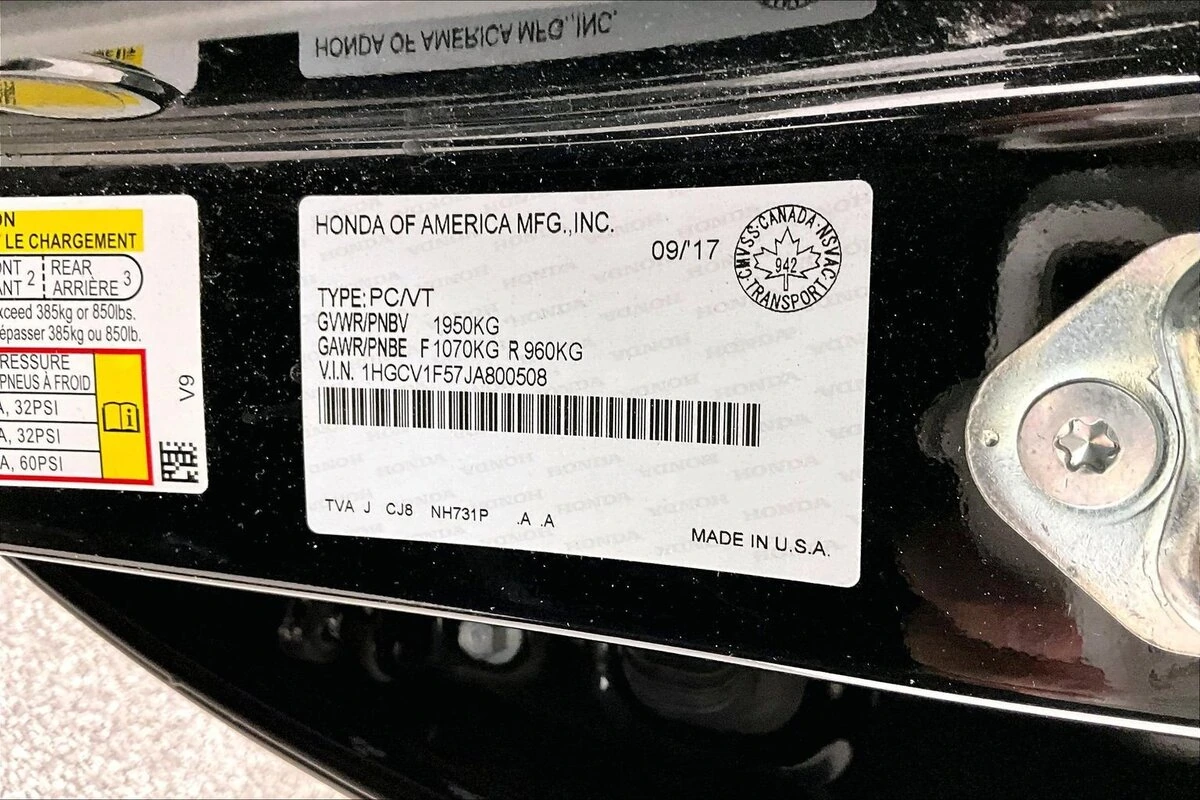 HONDA OF AMERICA MFG.,INC.
ON
LE CHARGEMENT
ONT
ANT 2
REAR
ARRIÈRE 3
xceed 385kg or 850lbs.
épasser 385kg ou 850lb.
PRESSURE
PNEUS À FROID
A, 32PSI
A, 32PSI
A, 60PSI
V9
HONDA OF AMERICA MFG.,INC.
09/'17
CMVSS·CANADA·NSVAC
942
TRANSPORT
TYPE: PC/VT
GVWR/PNBV 1950KG
GAWR/PNBE F 1070KG R 960KG
V.I.N. 1HGCV1F57JA800508
TVA J CJ8 NH731P .A .A
MADE IN U.S.A.